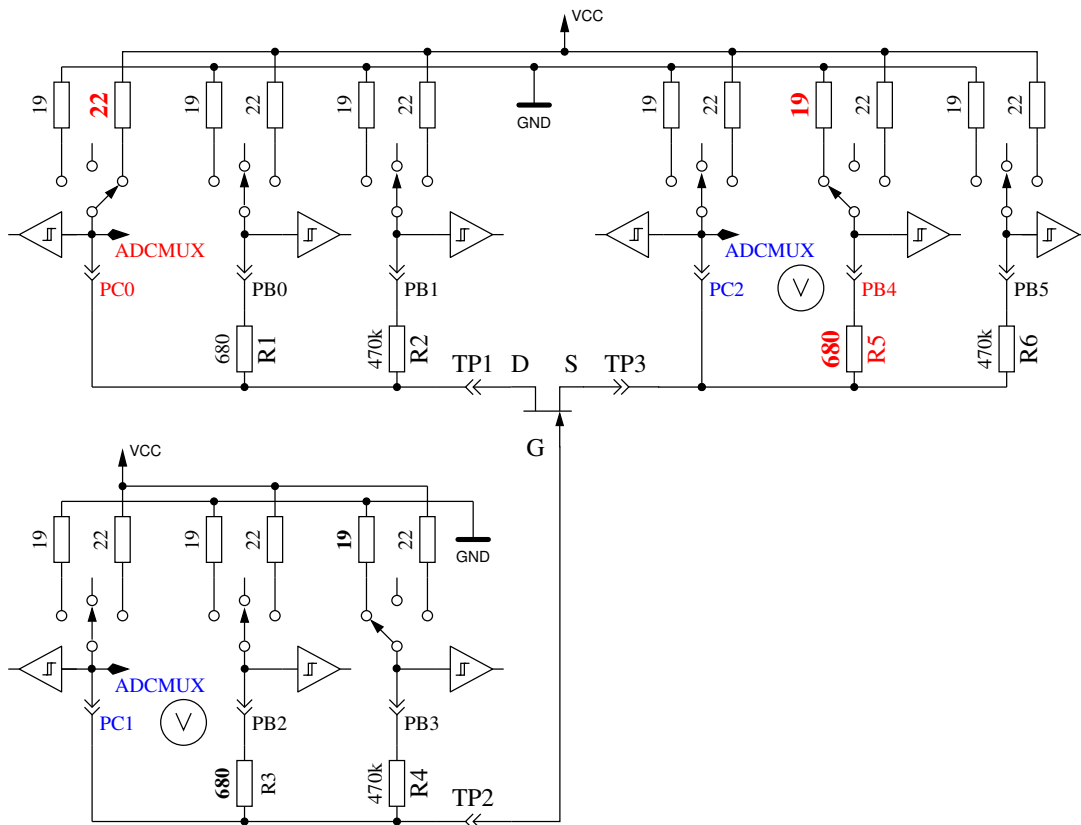 VCC
19
22
19
22
19
22
GND
19
22
19
22
19
22
ADCMUX
ADCMUX
PC0
PB0
PB1
PC2
V
PB4
PB5
680
R1
470k
R2
680
R5
470k
R6
TP1
D
S
TP3
G
VCC
19
22
19
22
19
22
GND
ADCMUX
PC1
V
PB2
PB3
680
R3
470k
R4
TP2